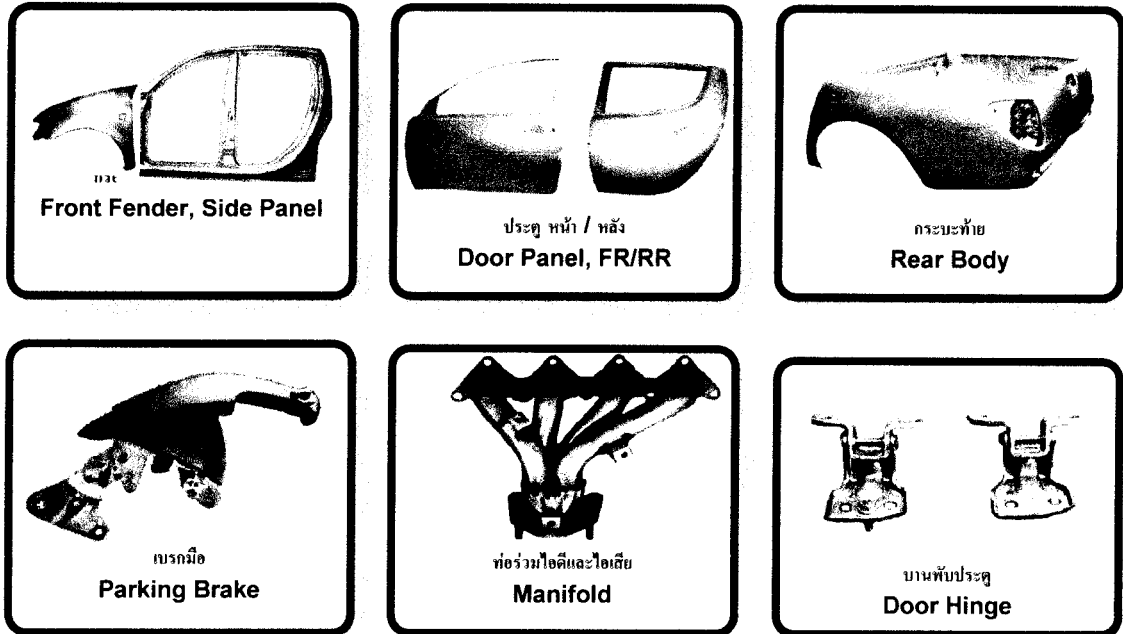 Front Fender, Side Panel
ประตู หน้า / หลัง
Door Panel, FR/RR
กระบะท้าย
Rear Body
เบรกมือ
Parking Brake
ท่อร่วมไอดีและไอเสีย
Manifold
บานพับประตู
Door Hinge